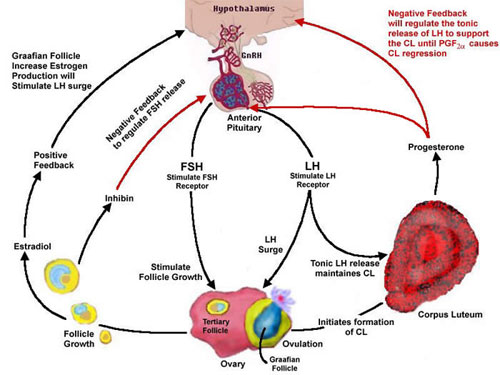 Hypothalamus
GnRH
Anterior
Pituitary
Negative Feedback
will regulate the tonic
release of LH to support
the CL until PGF2α causes
CL regression
Graafian Follicle
Increase Estrogen
Production will
Stimulate LH surge
Negative Feedback
to regulate FSH release
Positive
Feedback
Inhibin
Estradiol
Follicle
Growth
FSH
Stimulate FSH
Receptor
LH
Stimulate LH
Receptor
Progesterone
LH
Surge
Stimulate
Follicle Growth
Tonic LH release
maintaines CL
Corpus Luteum
Initiates formation
of CL
Tertiary
Follicle
Ovulation
Ovary
Graafian
Follicle